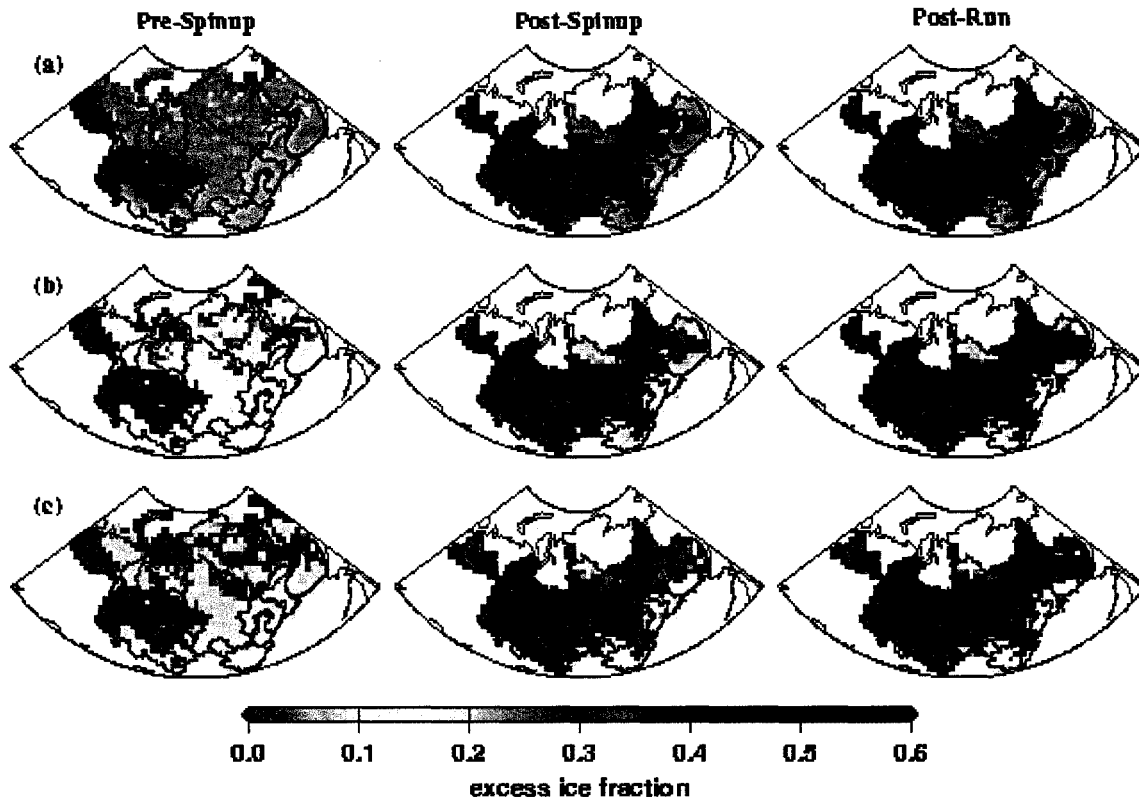 Pre-Spinup Post-Spinup Post-Run
(a)
(b)
(c)
0.0 0.1 0.2 0.3 0.4 0.5 0.6
excess ice fraction